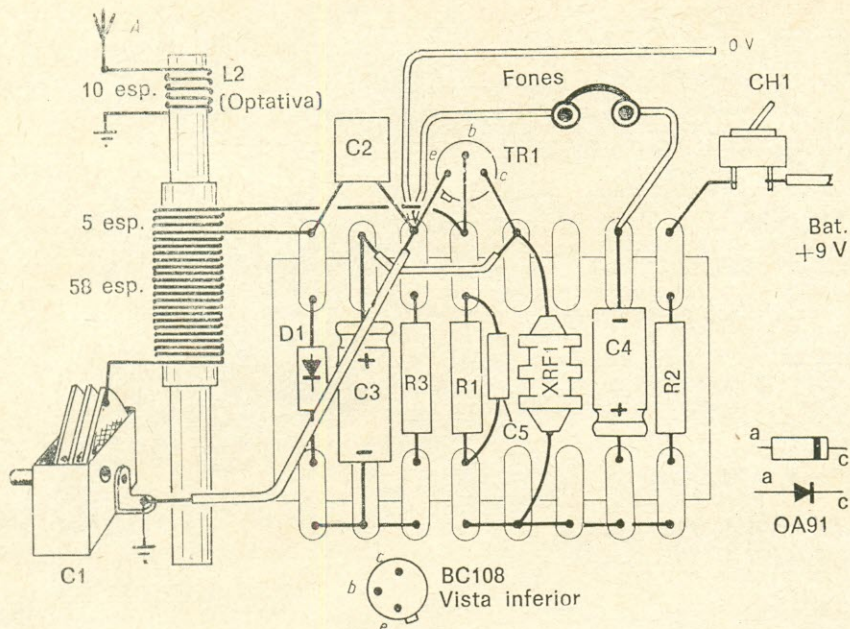 A
0 V
L2
10 esp.
(Optativa)
Fones
CH1
C2
b
e
c
TR1
5 esp.
Bat.
+9 V
58 esp.
D1
+
C3
-
R3
R1
C5
XRF1
-
C4
+
R2
a
c
a
c
OA91
C1
c
b
e
BC108
Vista inferior